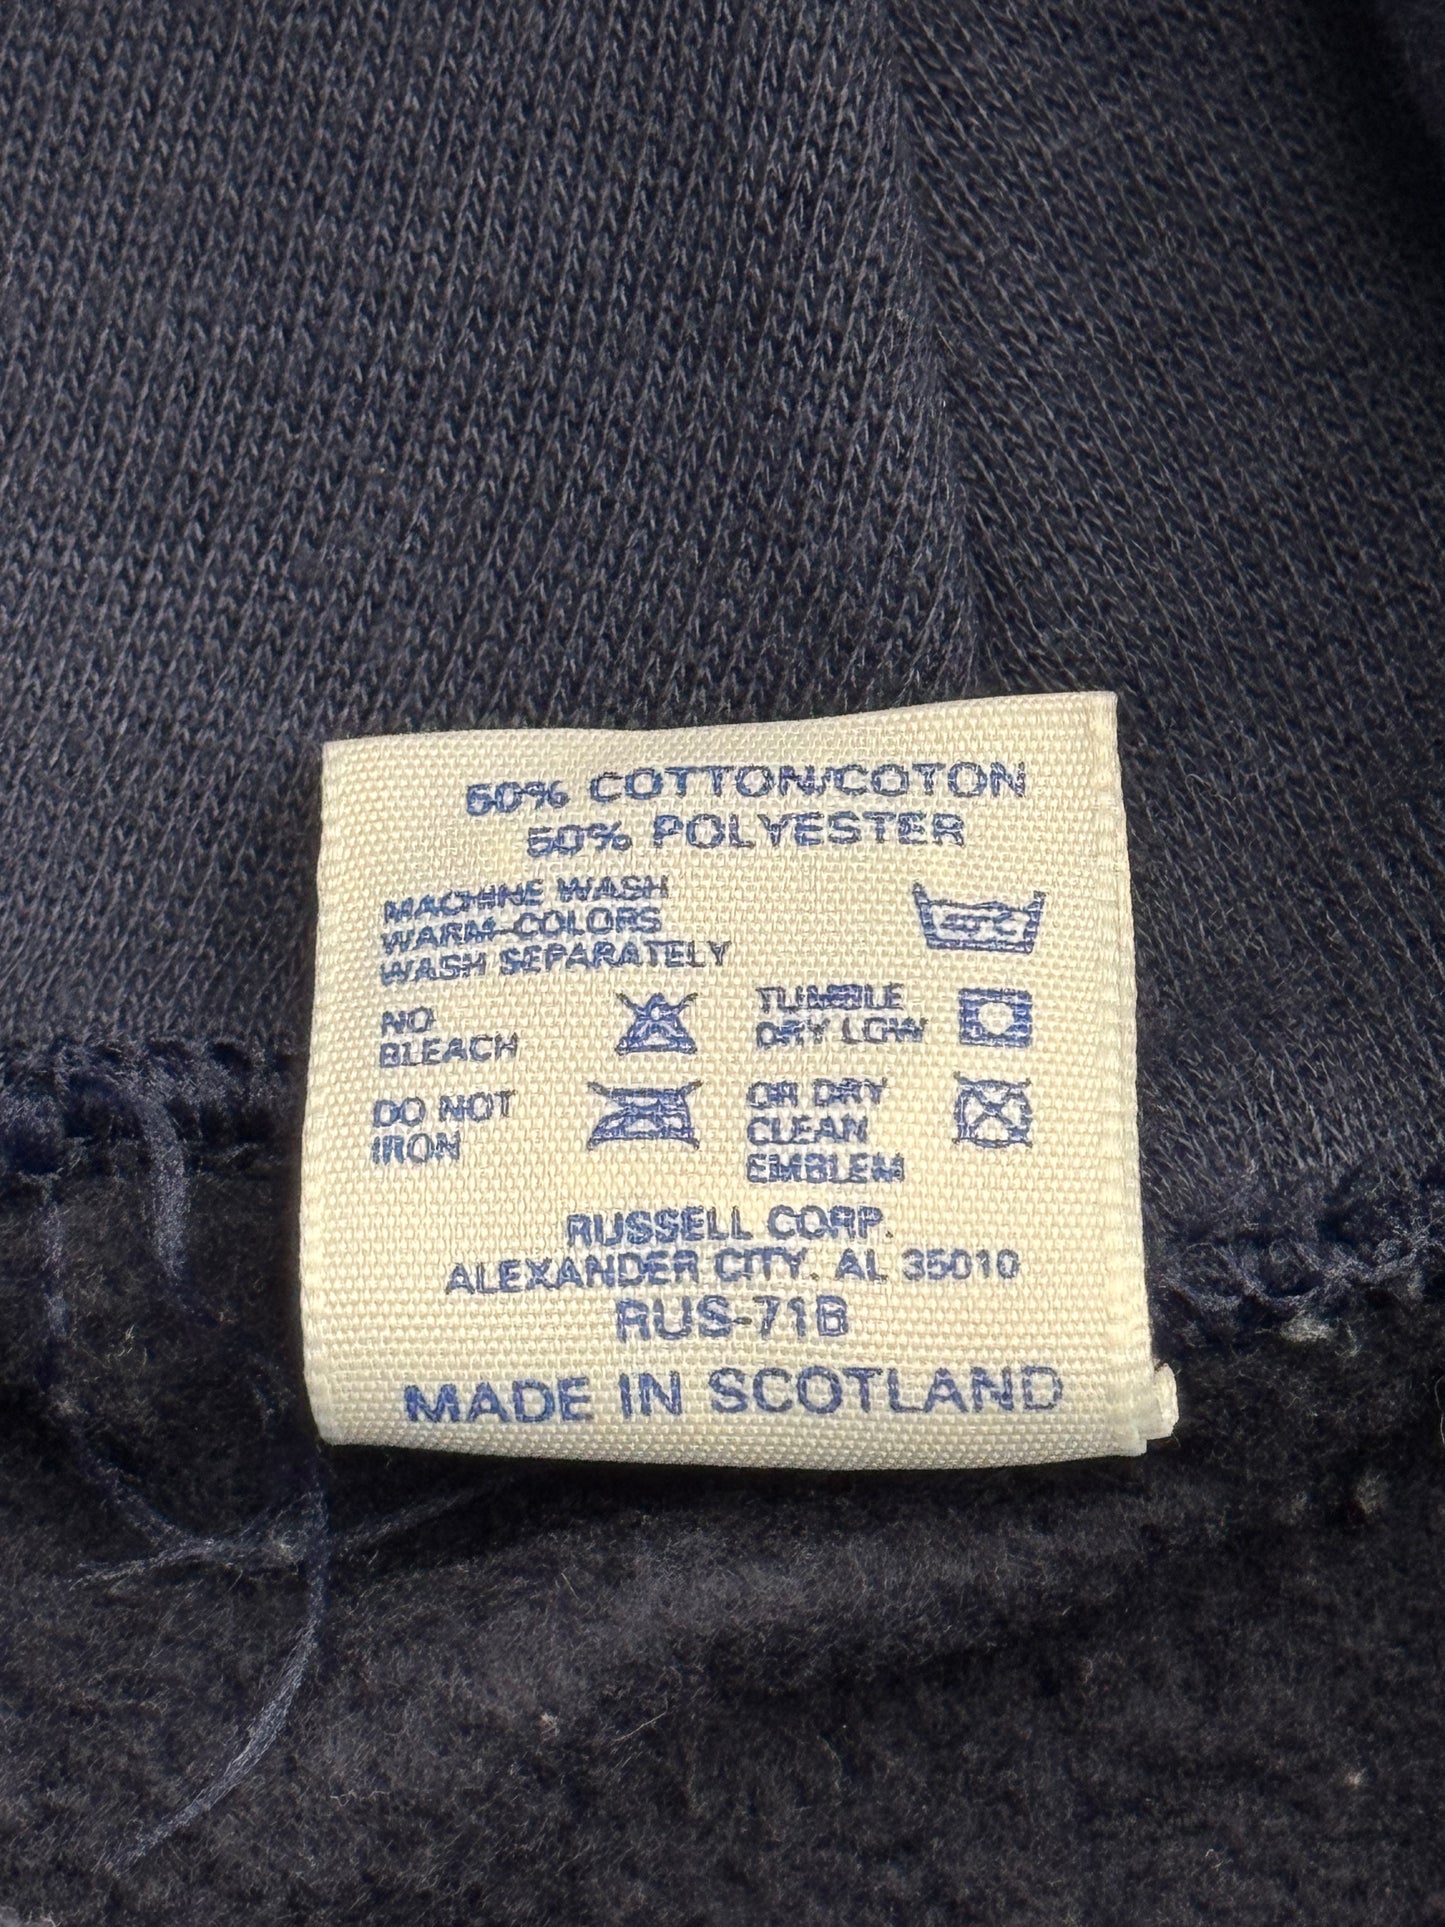 50% COTTON/COTON
50% POLYESTER
MACHINE WASH
WARM-COLORS
WASH SEPARATELY
NO
BLEACH
TUMBLE
DRY LOW
DO NOT
IRON
OR DRY
CLEAN
EMBLEM
RUSSELL CORP.
ALEXANDER CITY, AL 35010
RUS-71B
MADE IN SCOTLAND